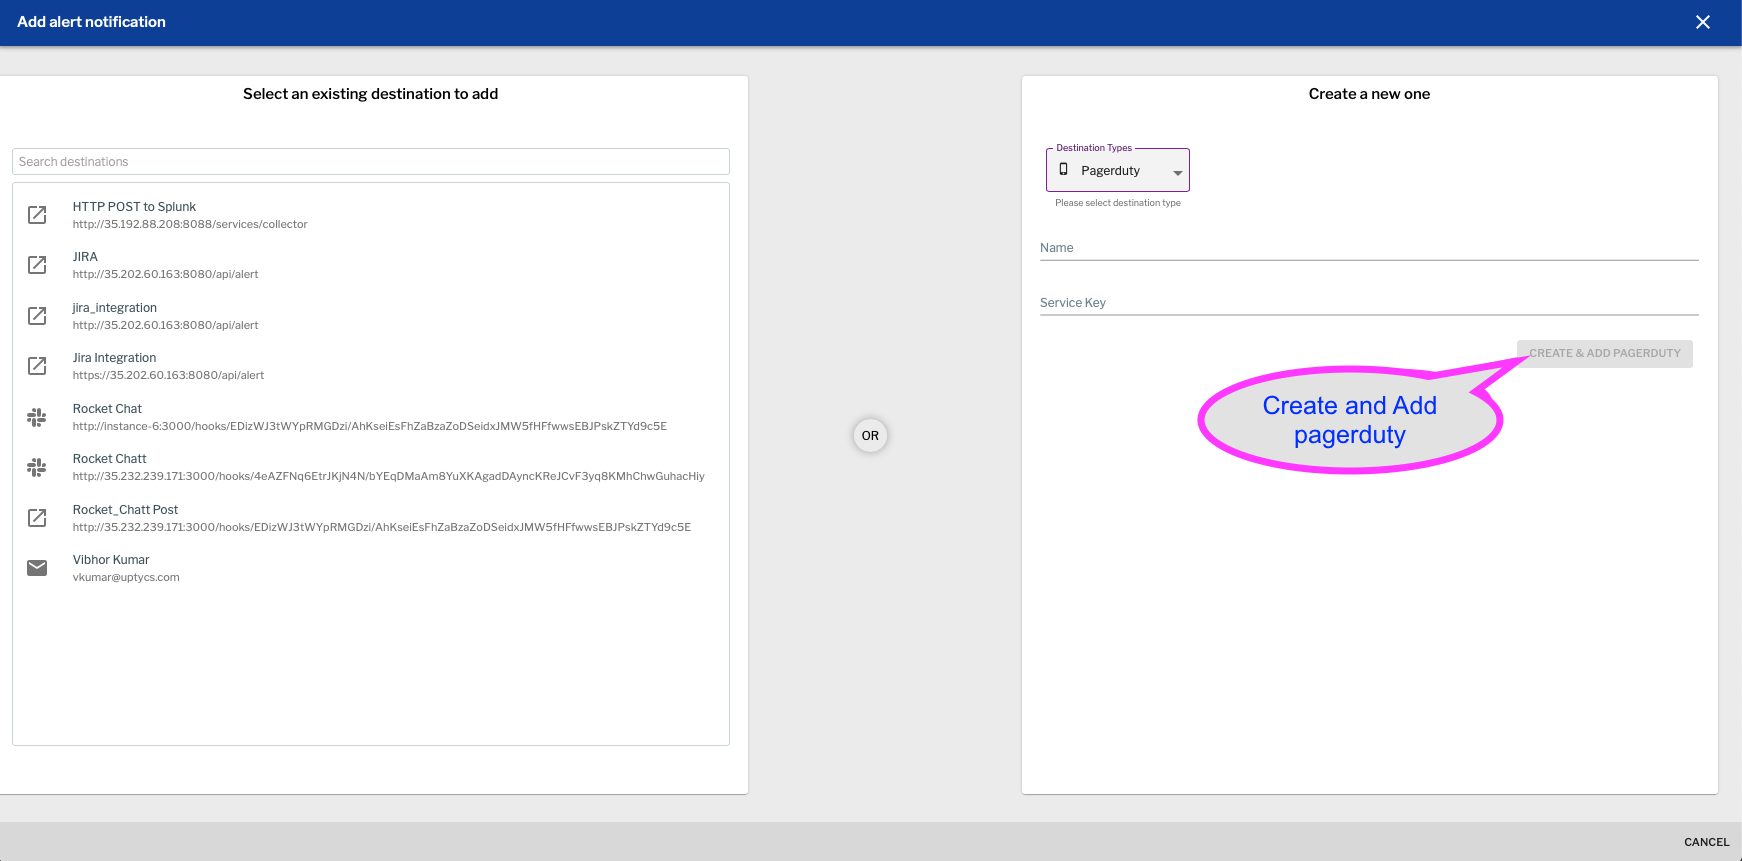 Add alert notification
Select an existing destination to add
Search destinations
HTTP POST to Splunk
http://35.192.88.208:8088/services/collector
JIRA
http://35.202.60.163:8080/api/alert
jira_integration
http://35.202.60.163:8080/api/alert
Jira Integration
https://35.202.60.163:8080/api/alert
Rocket Chat
http://instance-6:3000/hooks/EDizWJ3tWYpRMGDzi/AhKseiEsFhZaBzaZoDSeidxJMW5fHFfwwsEBJPskZTYd9c5E
Rocket Chatt
http://35.232.239.171:3000/hooks/4eAZFNq6EtrJKjN4N/bYEqDMaAm8YuXKAgadDAyncKReJCvF3yq8KMhChwGuhacHiy
Rocket_Chatt Post
http://35.232.239.171:3000/hooks/EDizWJ3tWYpRMGDzi/AhKseiEsFhZaBzaZoDSeidxJMW5fHFfwwsEBJPskZTYd9c5E
Vibhor Kumar
vkumar@uptycs.com
OR
Create a new one
Destination Types
Pagerduty
Please select destination type
Name
Service Key
CREATE & ADD PAGERDUTY
Create and Add
pagerduty
CANCEL